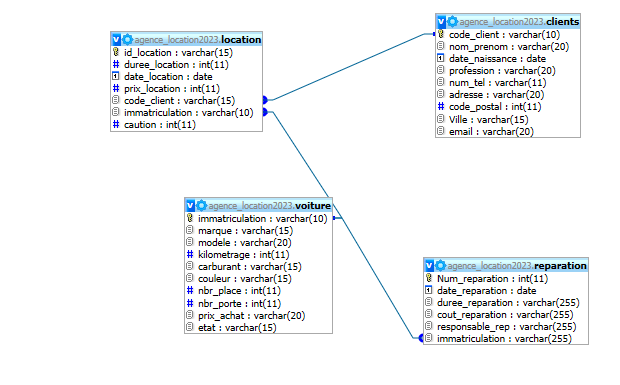 agence_location2023.location
id_location : varchar(15)
duree_location : int(11)
date_location : date
prix_location : int(11)
code_client : varchar(15)
immatriculation : varchar(10)
caution : int(11)
agence_location2023.clients
code_client : varchar(10)
nom_prenom : varchar(20)
date_naissance : date
profession : varchar(20)
num_tel : varchar(11)
adresse : varchar(20)
code_postal : int(11)
Ville : varchar(15)
email : varchar(20)
agence_location2023.voiture
immatriculation : varchar(10)
marque : varchar(15)
modele : varchar(20)
kilometrage : int(11)
carburant : varchar(15)
couleur : varchar(15)
nbr_place : int(11)
nbr_porte : int(11)
prix_achat : varchar(20)
etat : varchar(15)
agence_location2023.reparation
Num_reparation : int(11)
date_reparation : date
duree_reparation : varchar(255)
cout_reparation : varchar(255)
responsable_rep : varchar(255)
immatriculation : varchar(255)